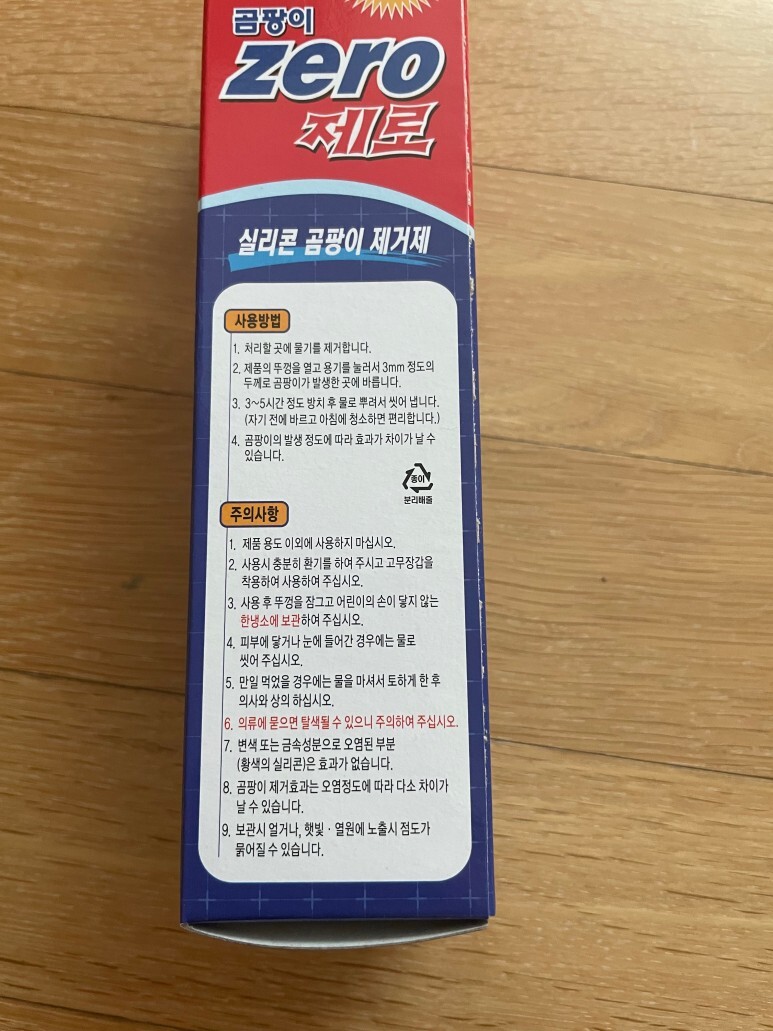 곰팡이
zero
제로
실리콘 곰팡이 제거제
사용방법
1. 처리할 곳에 물기를 제거합니다.
2. 제품의 뚜껑을 열고 용기를 눌러서 3mm 정도의
두께로 곰팡이가 발생한 곳에 바릅니다.
3. 3~5시간 정도 방치 후 물로 뿌려서 씻어 냅니다.
(자기 전에 바르고 아침에 청소하면 편리합니다.)
4. 곰팡이의 발생 정도에 따라 효과가 차이가 날 수
있습니다.
종이
분리배출
주의사항
1. 제품 용도 이외에 사용하지 마십시오.
2. 사용시 충분히 환기를 하여 주시고 고무장갑을
착용하여 사용하여 주십시오.
3. 사용 후 뚜껑을 잠그고 어린이의 손이 닿지 않는
한냉소에 보관하여 주십시오.
4. 피부에 닿거나 눈에 들어간 경우에는 물로
씻어 주십시오.
5. 만일 먹었을 경우에는 물을 마셔서 토하게 한 후
의사와 상의 하십시오.
6. 의류에 묻으면 탈색될 수 있으니 주의하여 주십시오.
7. 변색 또는 금속성분으로 오염된 부분
(황색의 실리콘)은 효과가 없습니다.
8. 곰팡이 제거효과는 오염정도에 따라 다소 차이가
날 수 있습니다.
9. 보관시 얼거나, 햇빛 · 열원에 노출시 점도가
묽어질 수 있습니다.